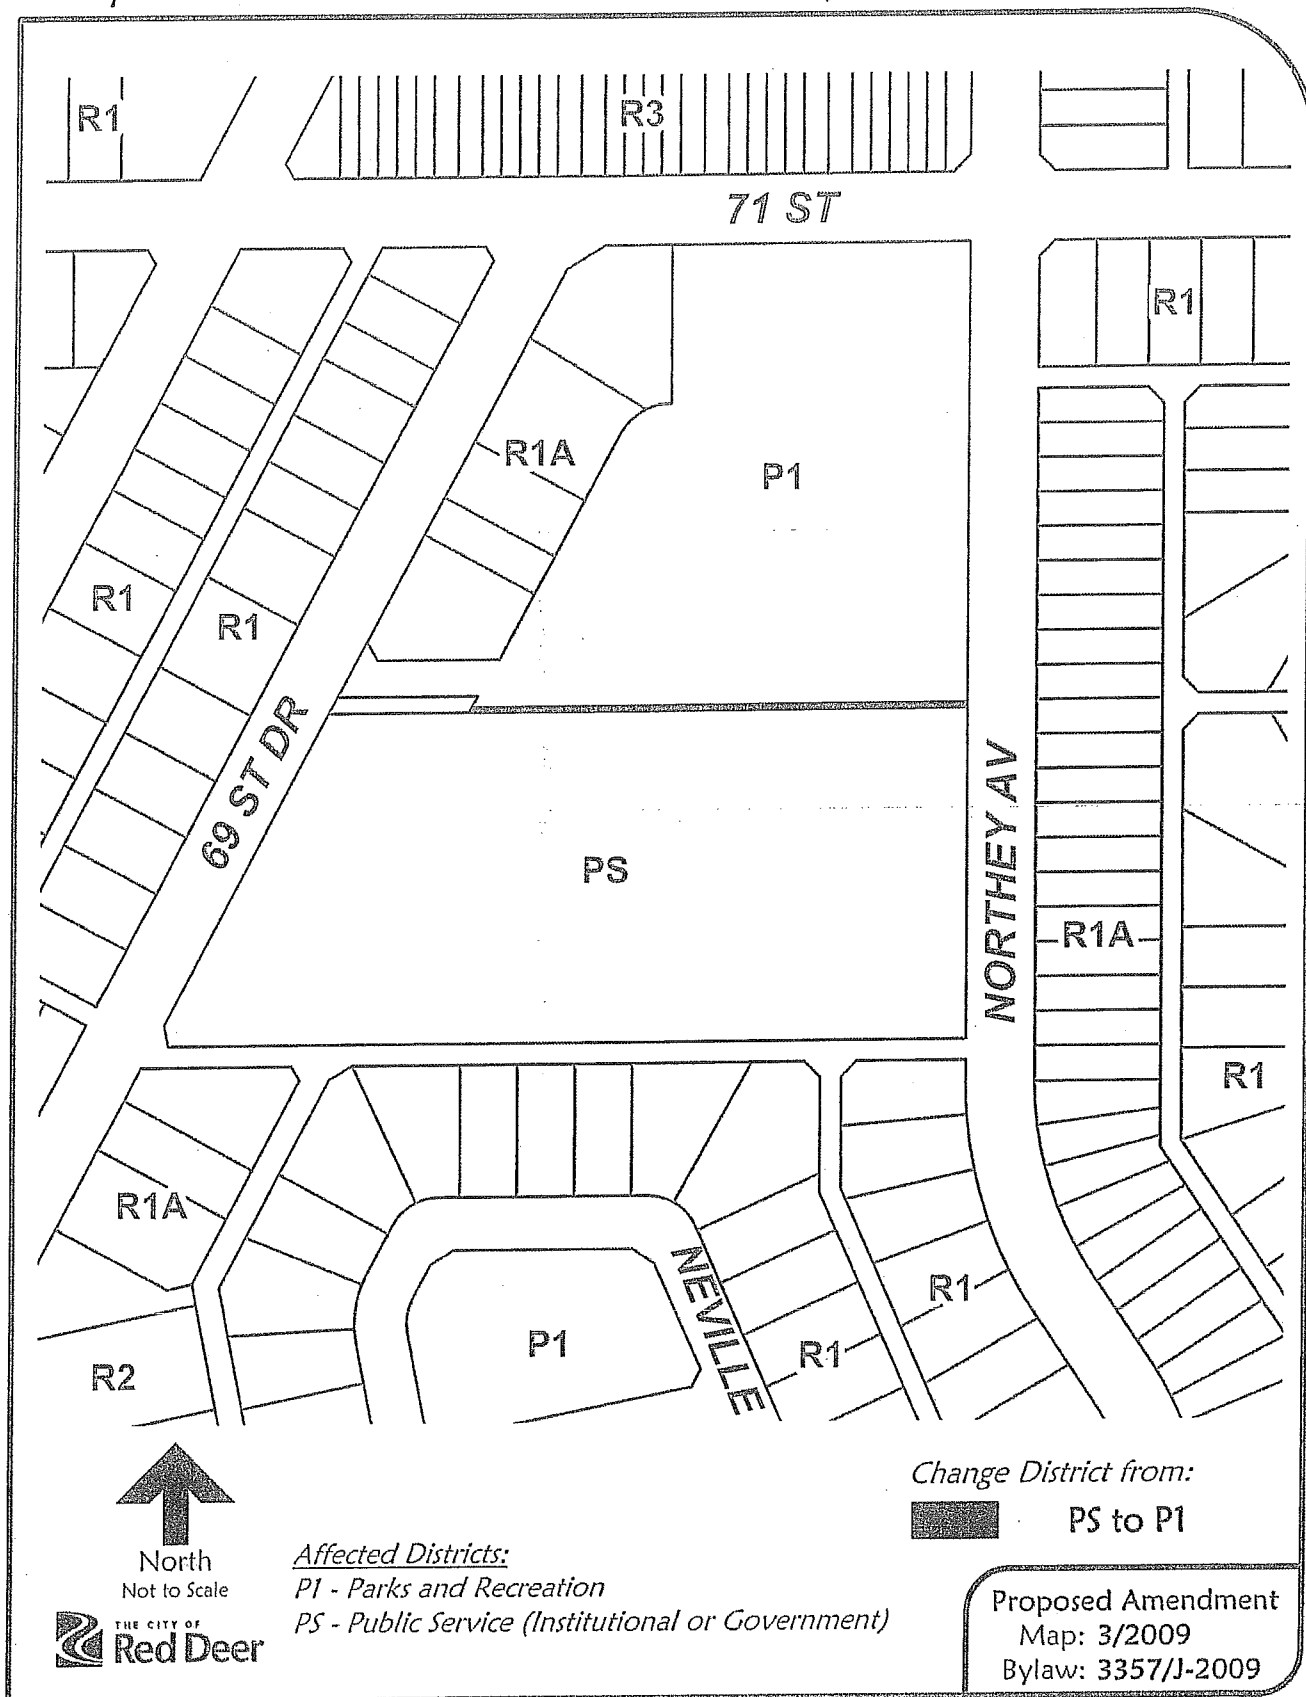 R1
R3
71 ST
R1
R1A
P1
R1
R1
69 ST DR
PS
NORTHEY AV
R1A
R1
R1A
NEVILLE
R1
P1
R1
R2
Change District from:
PS to P1
North
Not to Scale
Affected Districts:
P1 - Parks and Recreation
PS - Public Service (Institutional or Government)
THE CITY OF
Red Deer
Proposed Amendment
Map: 3/2009
Bylaw: 3357/J-2009